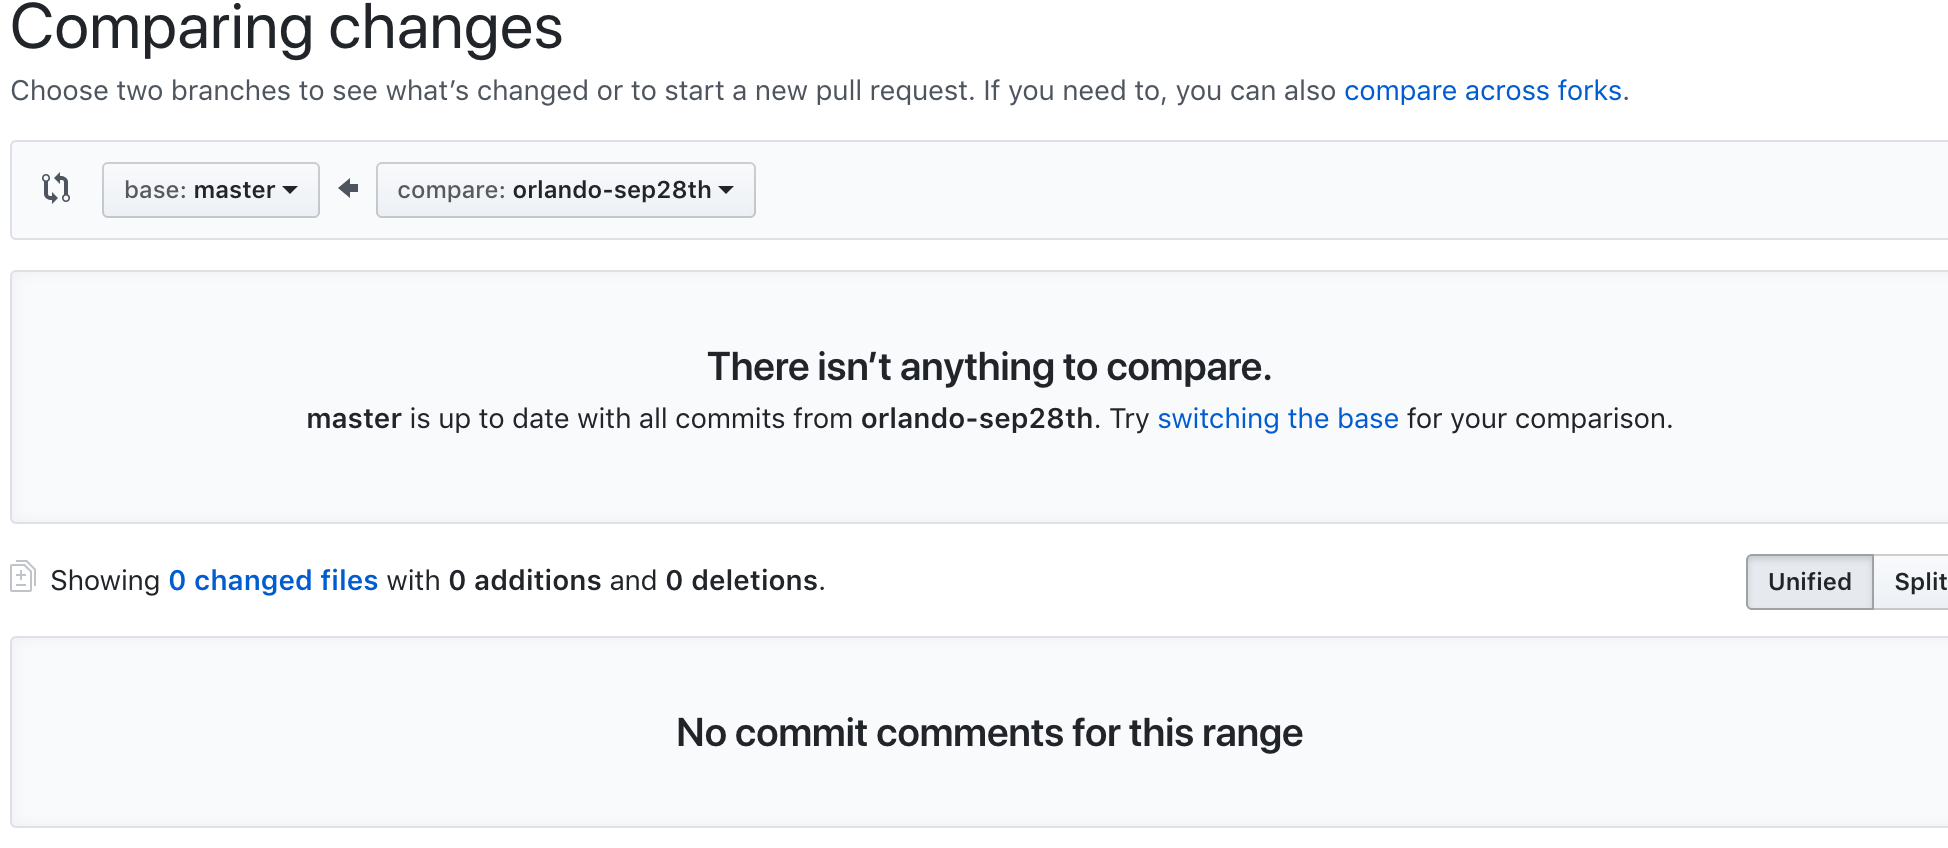 Comparing changes
Choose two branches to see what’s changed or to start a new pull request. If you need to, you can also compare across forks.
base: master compare: orlando-sep28th
There isn’t anything to compare.
master is up to date with all commits from orlando-sep28th. Try switching the base for your comparison.
Showing 0 changed files with 0 additions and 0 deletions. Unified Split
No commit comments for this range